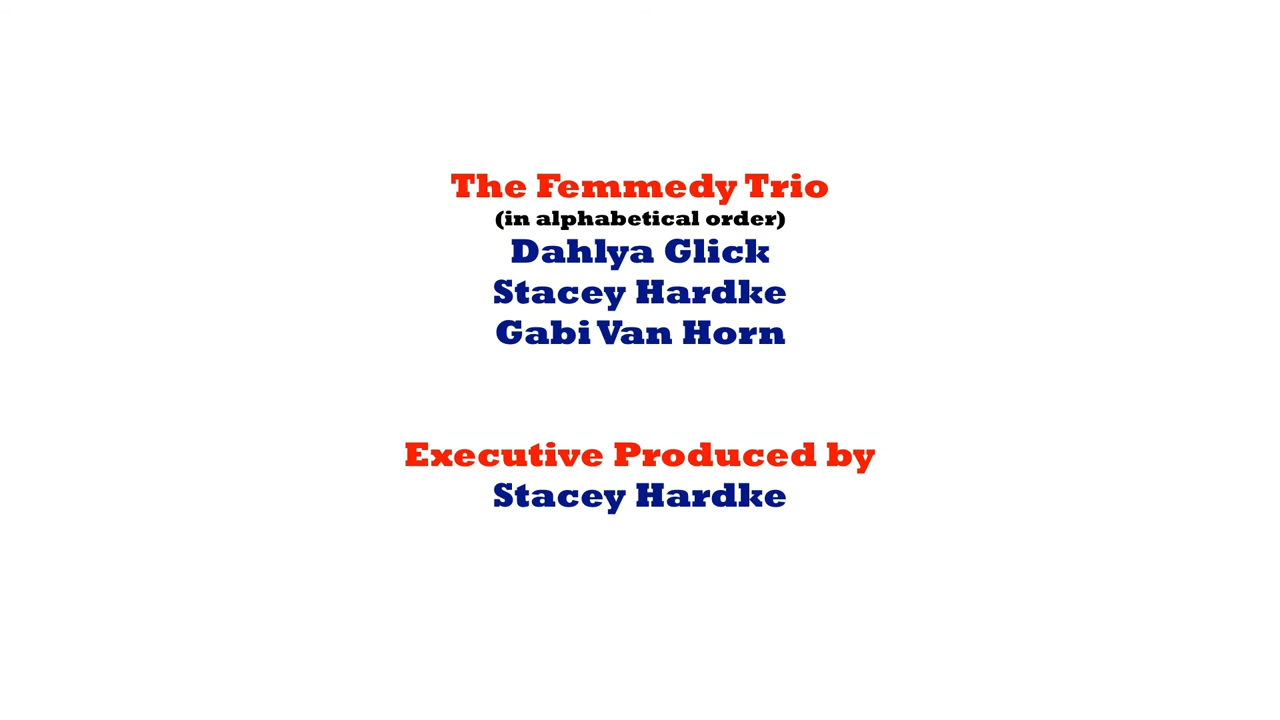 The Femmedy Trio
(in alphabetical order)
Dahlya Glick
Stacey Hardke
Gabi Van Horn
Executive Produced by
Stacey Hardke